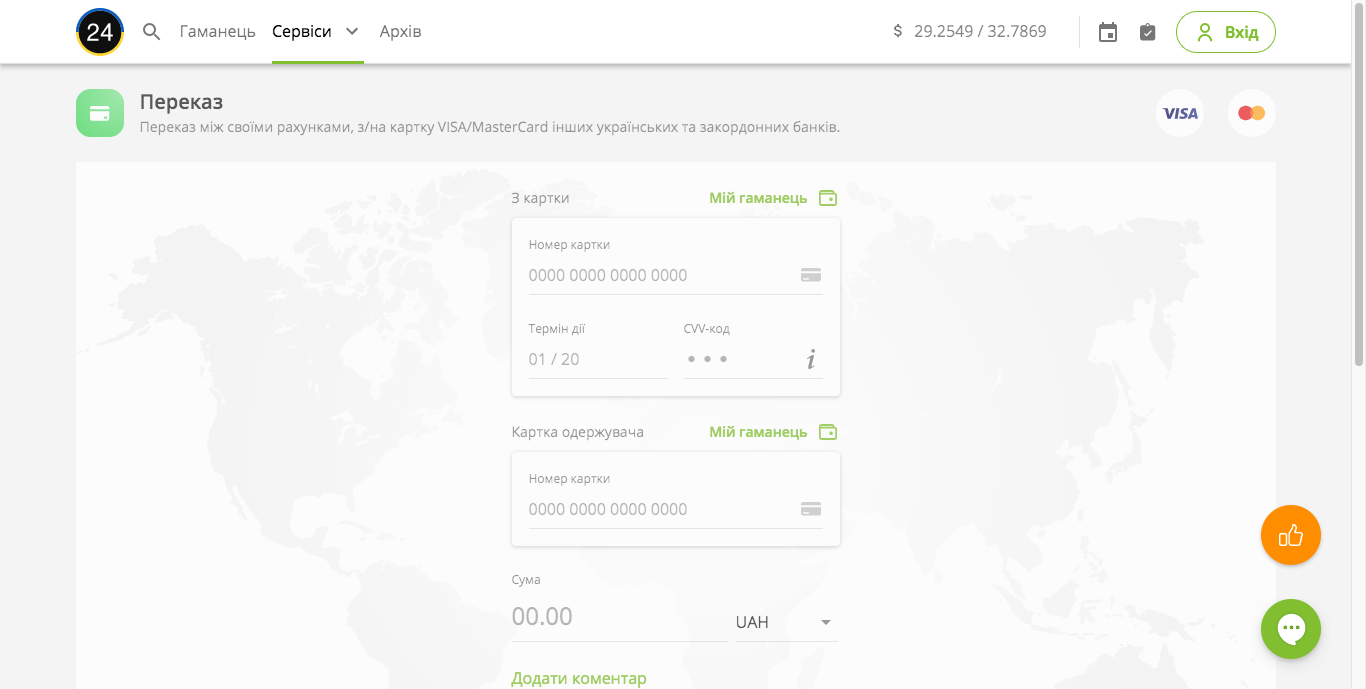 24 Гаманець Сервіси Архів $ 29.2549 / 32.7869 Вхід
Переказ
Переказ між своїми рахунками, з/на картку VISA/MasterCard інших українських та закордонних банків.
VISA
З картки Мій гаманець
Номер картки
0000 0000 0000 0000
Термін дії CVV-код
01 / 20 • • • i
Картка одержувача Мій гаманець
Номер картки
0000 0000 0000 0000
Сума
00.00 UAH
Додати коментар